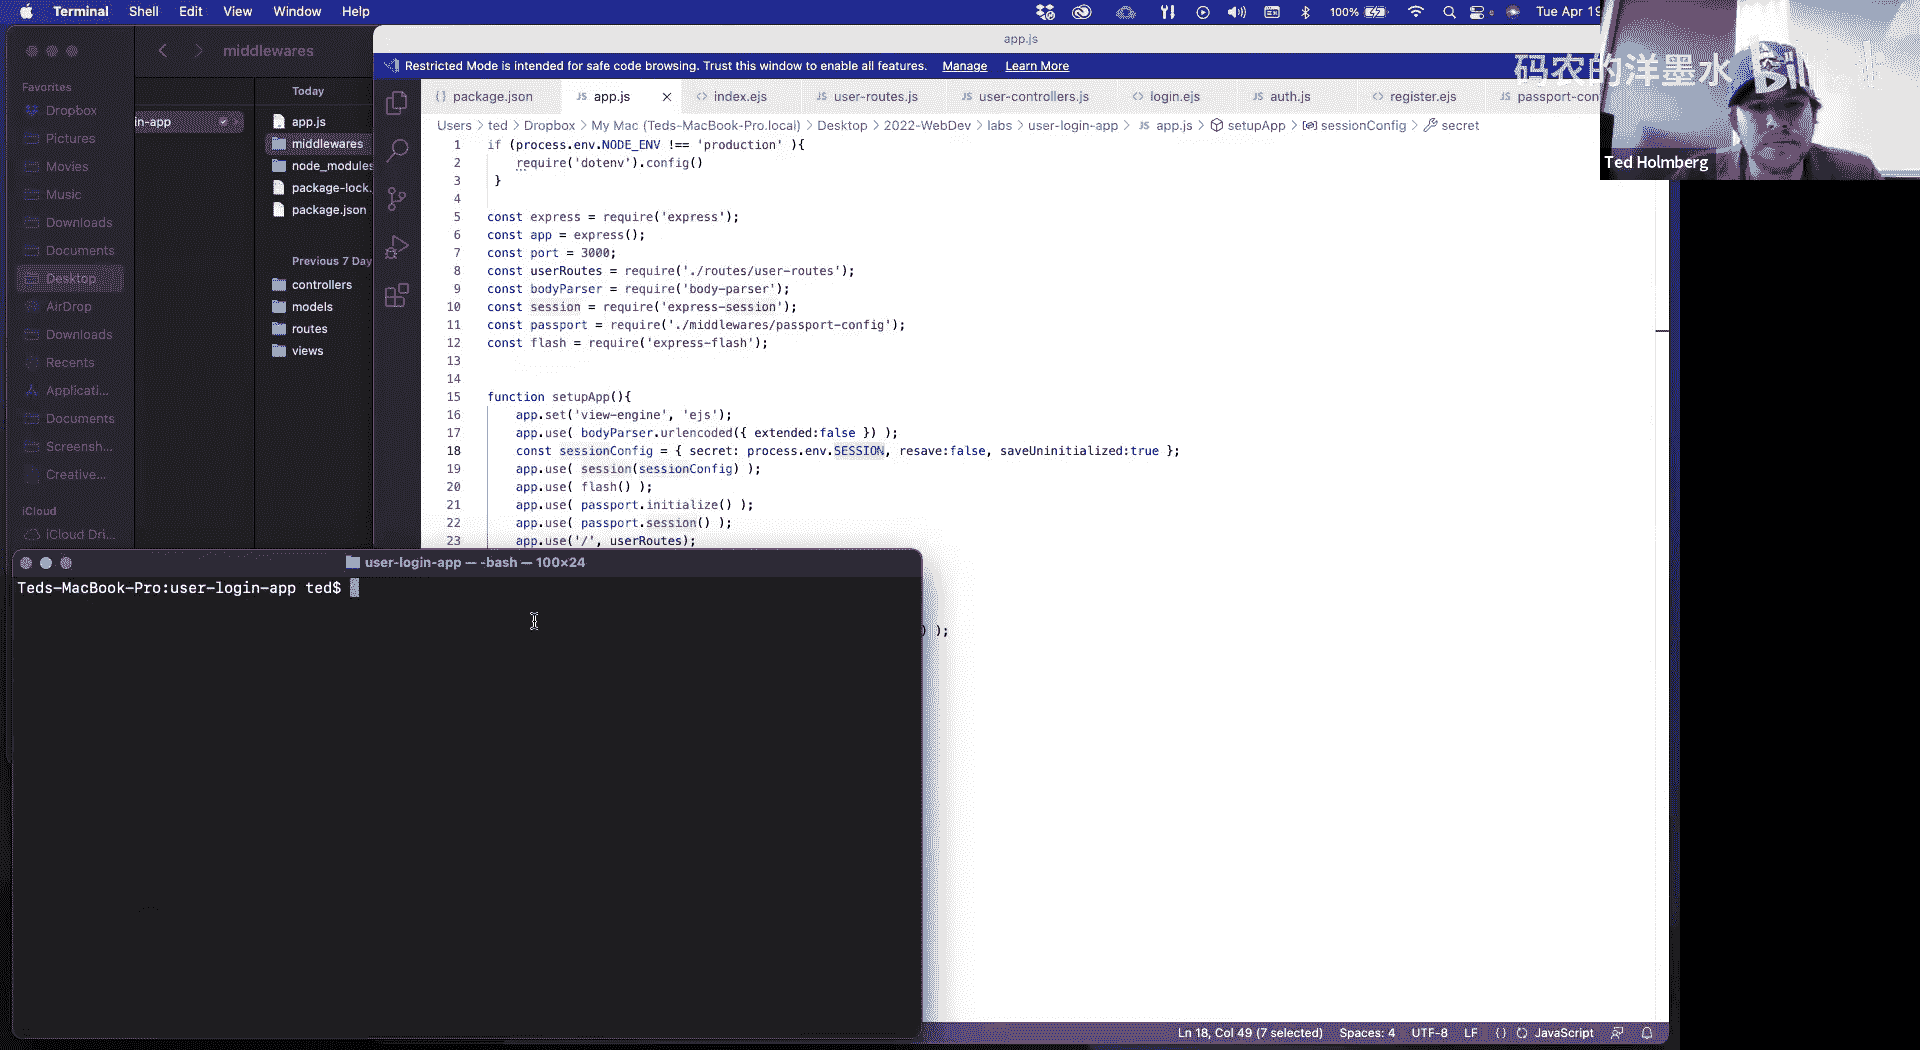 Terminal Shell Edit View Window Help 100% Tue Apr 19
middlewares
Favorites
Dropbox
Pictures
Movies
Music
Downloads
Documents
Desktop
AirDrop
Downloads
Recents
Applicati...
Documents
Screensh...
Creative...
iCloud
iCloud Dri...
in-app
Today
app.js
middlewares
node_modules
package-lock.
package.json
Previous 7 Day
controllers
models
routes
views
app.js
Restricted Mode is intended for safe code browsing. Trust this window to enable all features. Manage Learn More
{} package.json JS app.js × <> index.ejs JS user-routes.js JS user-controllers.js <> login.ejs JS auth.js <> register.ejs JS passport-con
Users > ted > Dropbox > My Mac (Teds-MacBook-Pro.local) > Desktop > 2022-WebDev > labs > user-login-app > JS app.js > setupApp > sessionConfig > secret
1 if (process.env.NODE_ENV !== 'production' ){
2 require('dotenv').config()
3 }
4
5 const express = require('express');
6 const app = express();
7 const port = 3000;
8 const userRoutes = require('./routes/user-routes');
9 const bodyParser = require('body-parser');
10 const session = require('express-session');
11 const passport = require('./middlewares/passport-config');
12 const flash = require('express-flash');
13
14
15 function setupApp(){
16 app.set('view-engine', 'ejs');
17 app.use( bodyParser.urlencoded({ extended:false }) );
18 const sessionConfig = { secret: process.env.SESSION, resave:false, saveUninitialized:true };
19 app.use( session(sessionConfig) );
20 app.use( flash() );
21 app.use( passport.initialize() );
22 app.use( passport.session() );
23 app.use('/', userRoutes);
) );
user-login-app — -bash — 100×24
Teds-MacBook-Pro:user-login-app ted$
Ln 18, Col 49 (7 selected) Spaces: 4 UTF-8 LF {} JavaScript
码农的洋墨水
Ted Holmberg